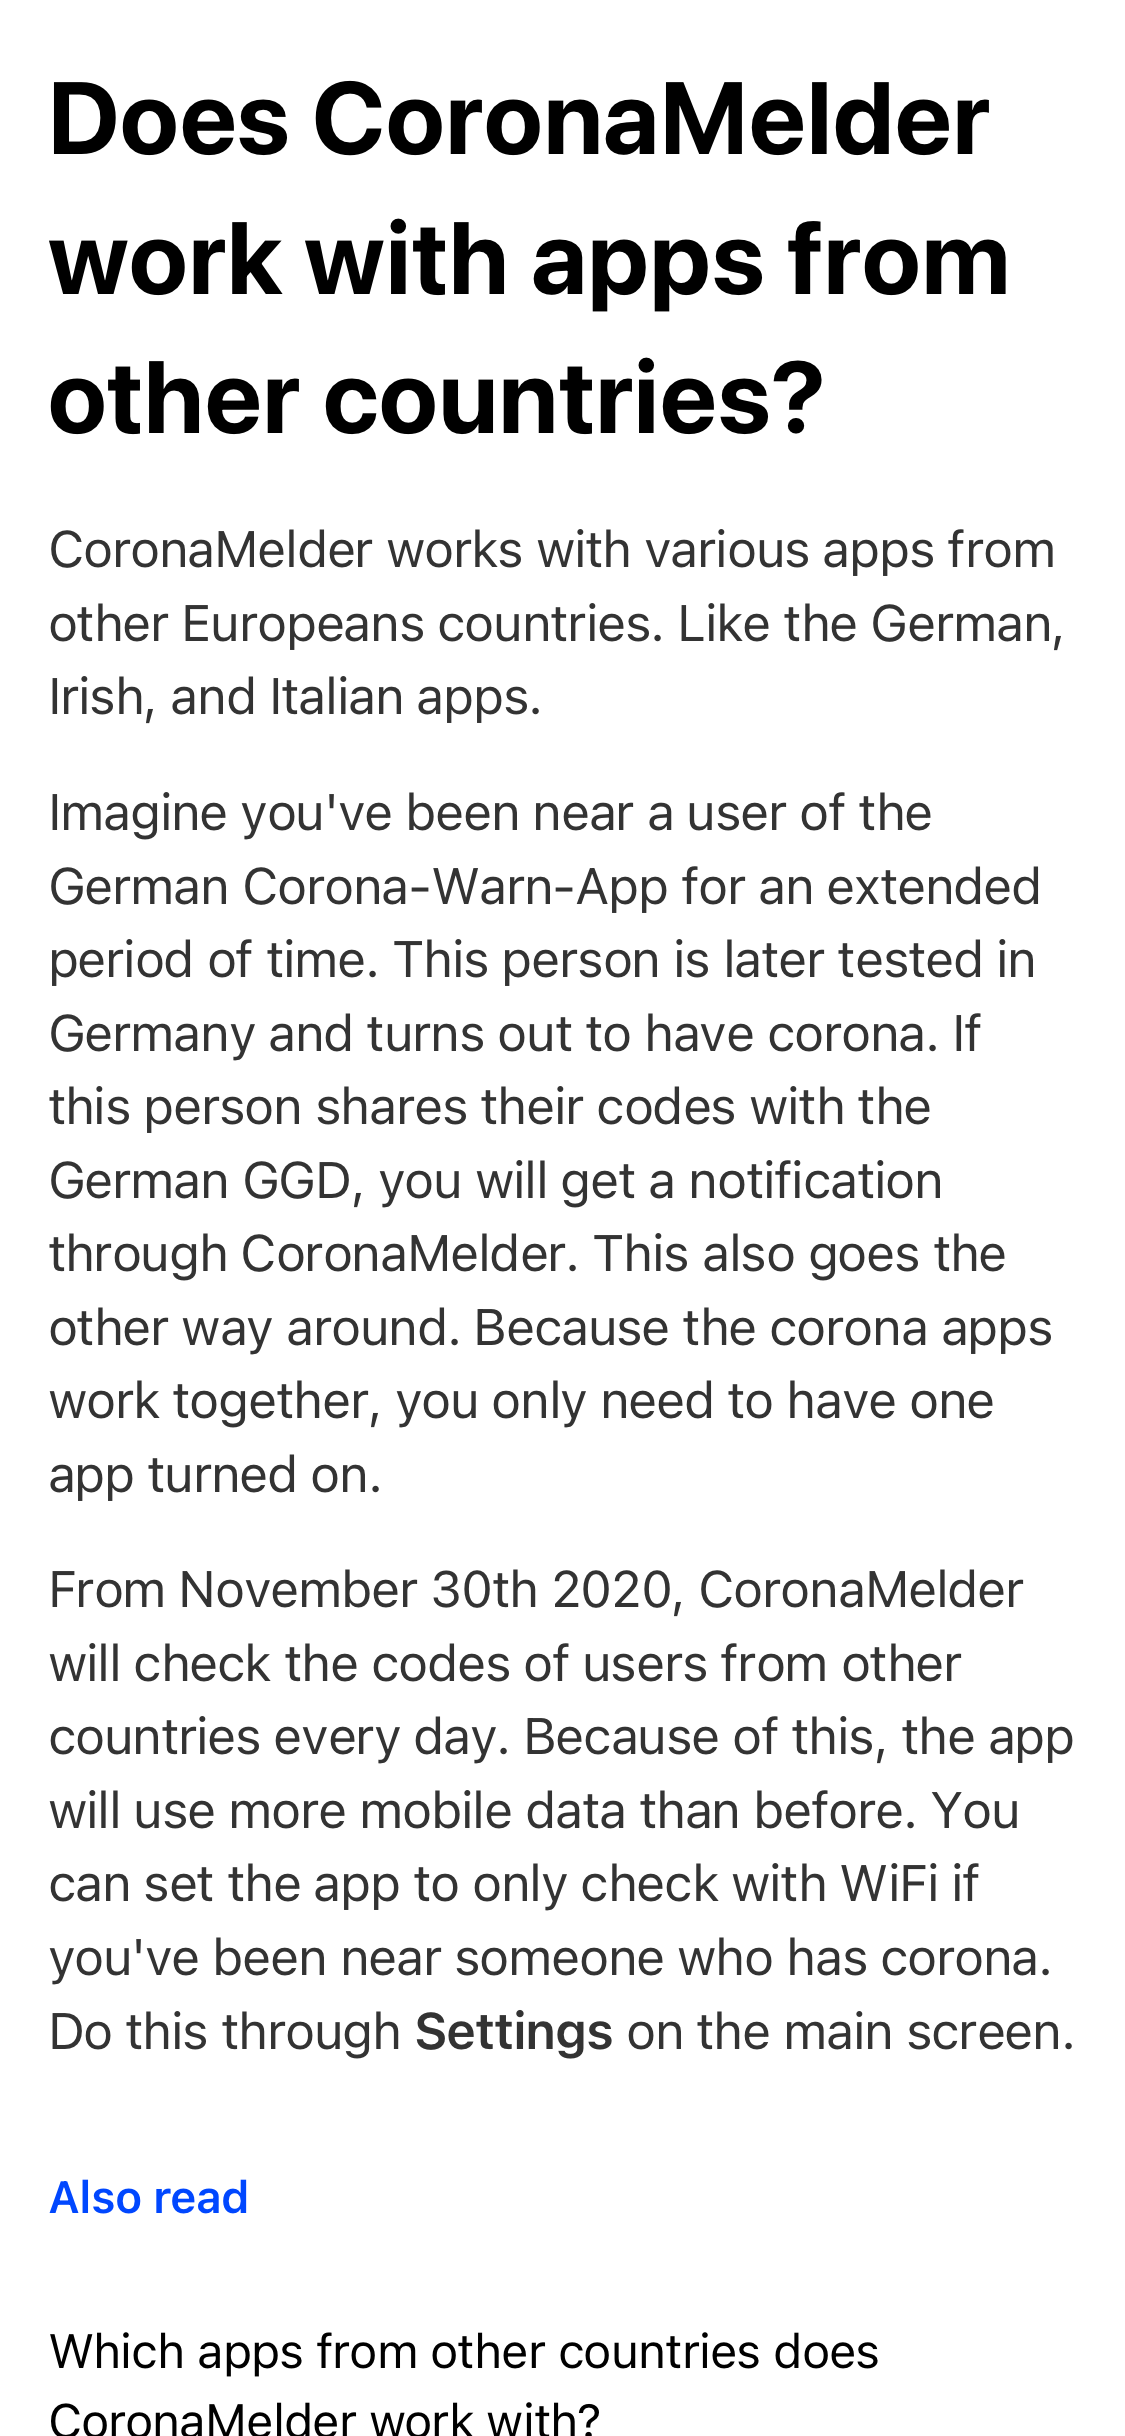 Does CoronaMelder
work with apps from
other countries?
CoronaMelder works with various apps from
other Europeans countries. Like the German,
Irish, and Italian apps.
Imagine you've been near a user of the
German Corona-Warn-App for an extended
period of time. This person is later tested in
Germany and turns out to have corona. If
this person shares their codes with the
German GGD, you will get a notification
through CoronaMelder. This also goes the
other way around. Because the corona apps
work together, you only need to have one
app turned on.
From November 30th 2020, CoronaMelder
will check the codes of users from other
countries every day. Because of this, the app
will use more mobile data than before. You
can set the app to only check with WiFi if
you've been near someone who has corona.
Do this through Settings on the main screen.
Also read
Which apps from other countries does
CoronaMelder work with?